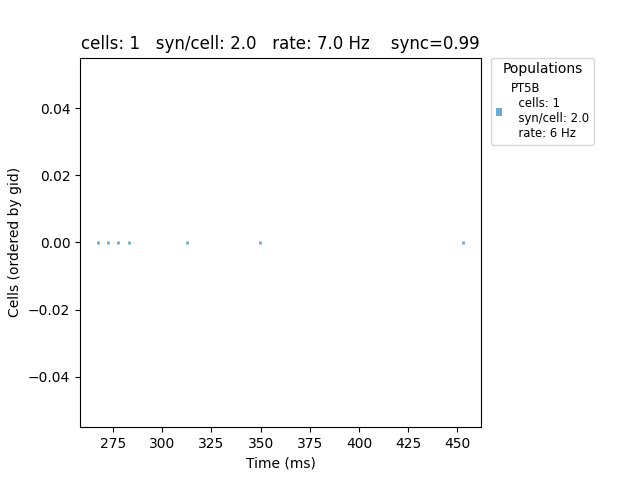 cells: 1   syn/cell: 2.0   rate: 7.0 Hz    sync=0.99
Populations
PT5B
cells: 1
syn/cell: 2.0
rate: 6 Hz
Cells (ordered by gid)
0.04
0.02
0.00
−0.02
−0.04
275 300 325 350 375 400 425 450
Time (ms)